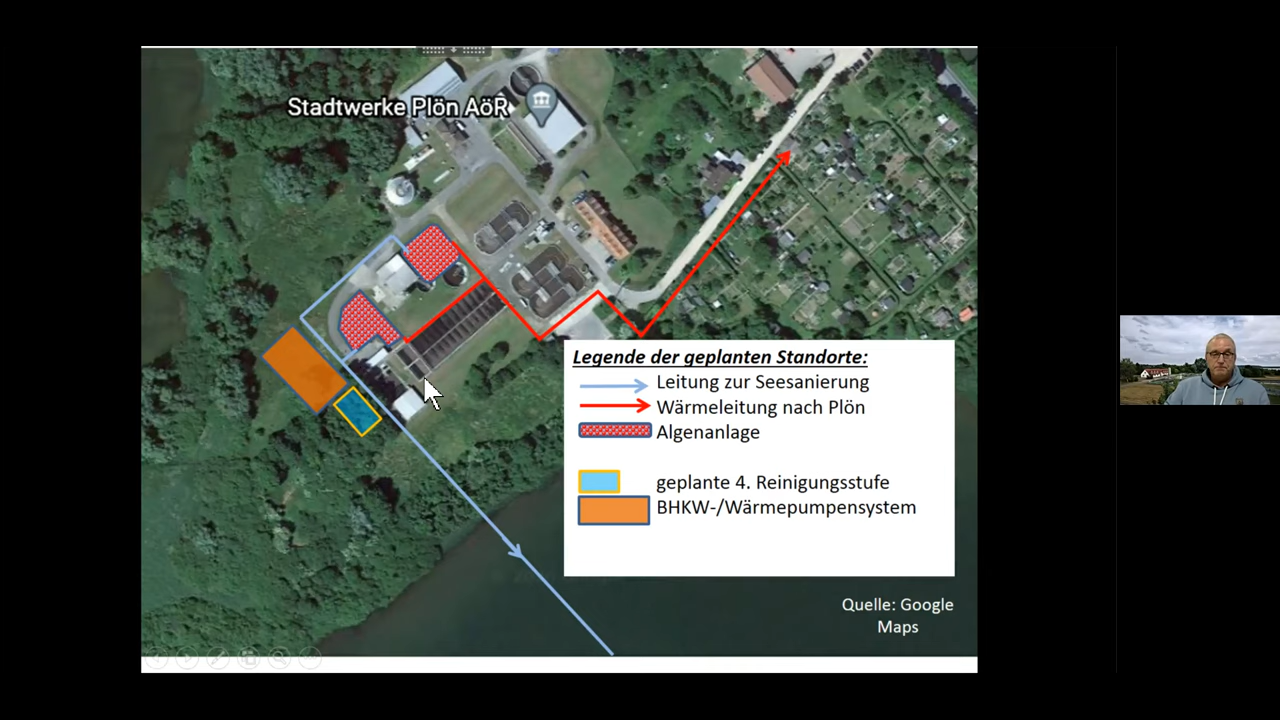 Stadtwerke Plön AöR
Legende der geplanten Standorte:
Leitung zur Seesanierung
Wärmeleitung nach Plön
Algenanlage
geplante 4. Reinigungsstufe
BHKW-/Wärmepumpensystem
Quelle: Google
Maps